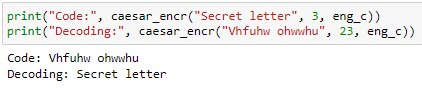 print("Code:", caesar_encr("Secret letter", 3, eng_c))
print("Decoding:", caesar_encr("Vhfuhw ohwwhu", 23, eng_c))
Code: Vhfuhw ohwwhu
Decoding: Secret letter